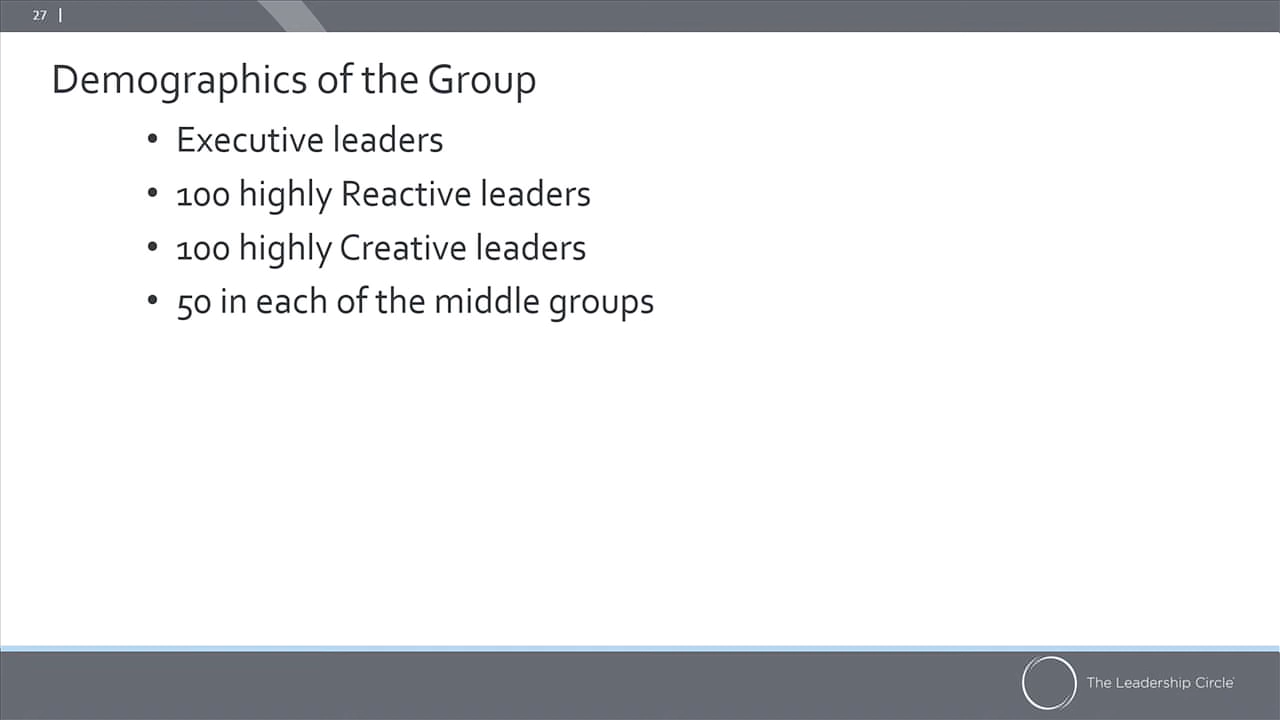 27 |
Demographics of the Group
• Executive leaders
• 100 highly Reactive leaders
• 100 highly Creative leaders
• 50 in each of the middle groups
The Leadership Circle